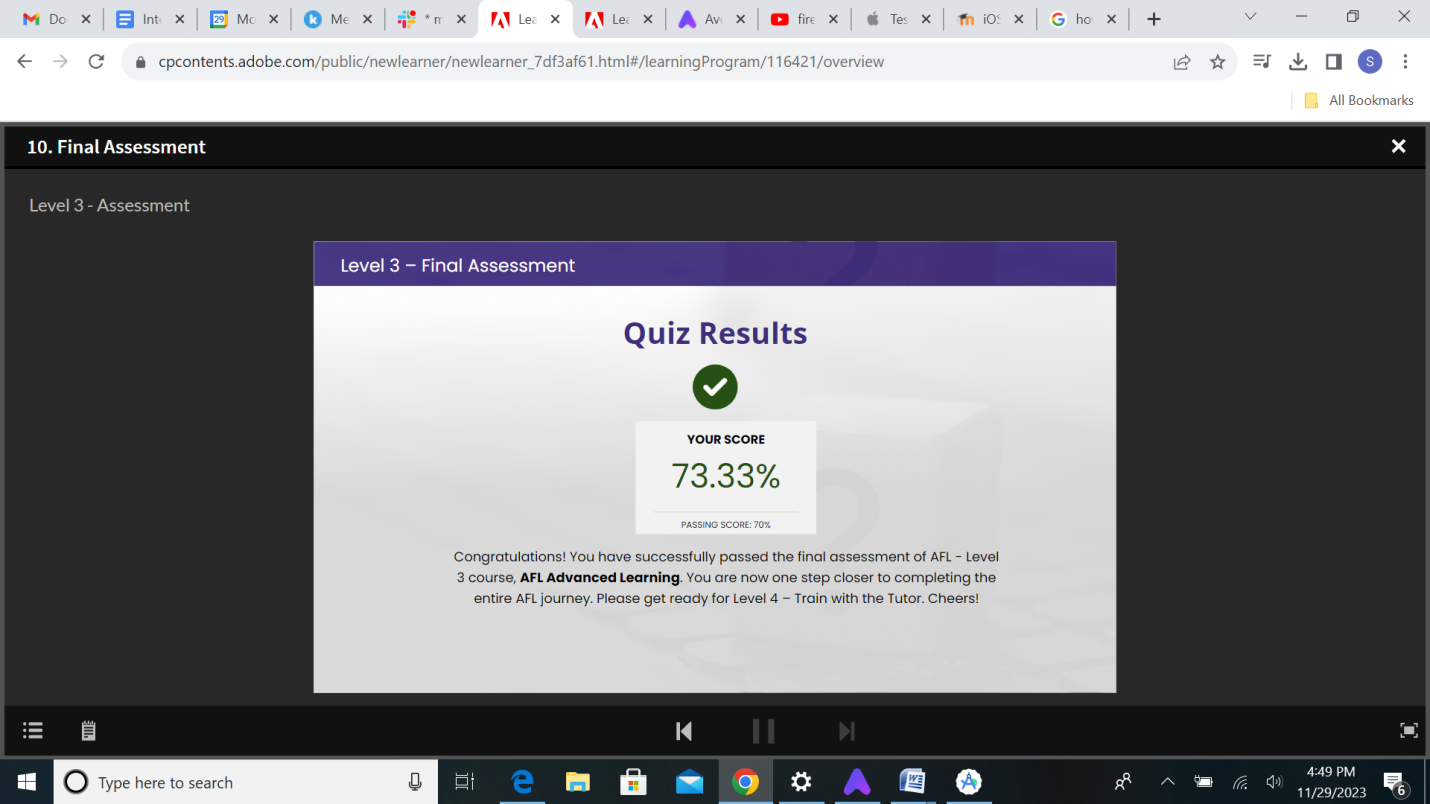 Do
Inte
29
Mo
Me
* m
Lea
Lea
Ave
fire
Tes
iOS
G
ho
cpcontents.adobe.com/public/newlearner/newlearner_7df3af61.html#/learningProgram/116421/overview
S
All Bookmarks
10. Final Assessment
Level 3 - Assessment
Level 3 – Final Assessment
Quiz Results
YOUR SCORE
73.33%
PASSING SCORE: 70%
Congratulations! You have successfully passed the final assessment of AFL - Level
3 course, AFL Advanced Learning. You are now one step closer to completing the
entire AFL journey. Please get ready for Level 4 – Train with the Tutor. Cheers!
Type here to search
4:49 PM
11/29/2023
6